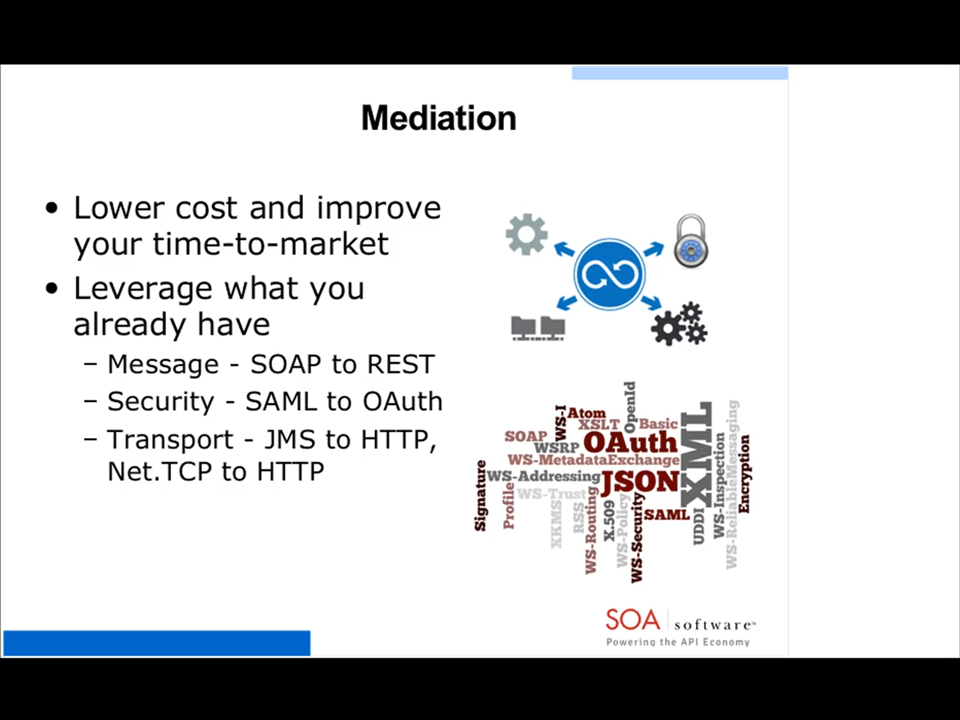 Mediation
• Lower cost and improve
your time-to-market
• Leverage what you
already have
– Message - SOAP to REST
– Security - SAML to OAuth
– Transport - JMS to HTTP,
Net.TCP to HTTP
OpenId
WS-I
Atom
XSLT
Basic
SOAP
WSRP
OAuth
XML
WS-MetadataExchange
WS-Addressing
JSON
WS-Inspection
WS-ReliableMessaging
Encryption
Signature
Profile
WS-Trust
XKMS
RSS
WS-Routing
X.509
WS-Policy
WS-Security
SAML
UDDI
SOA software™
Powering the API Economy